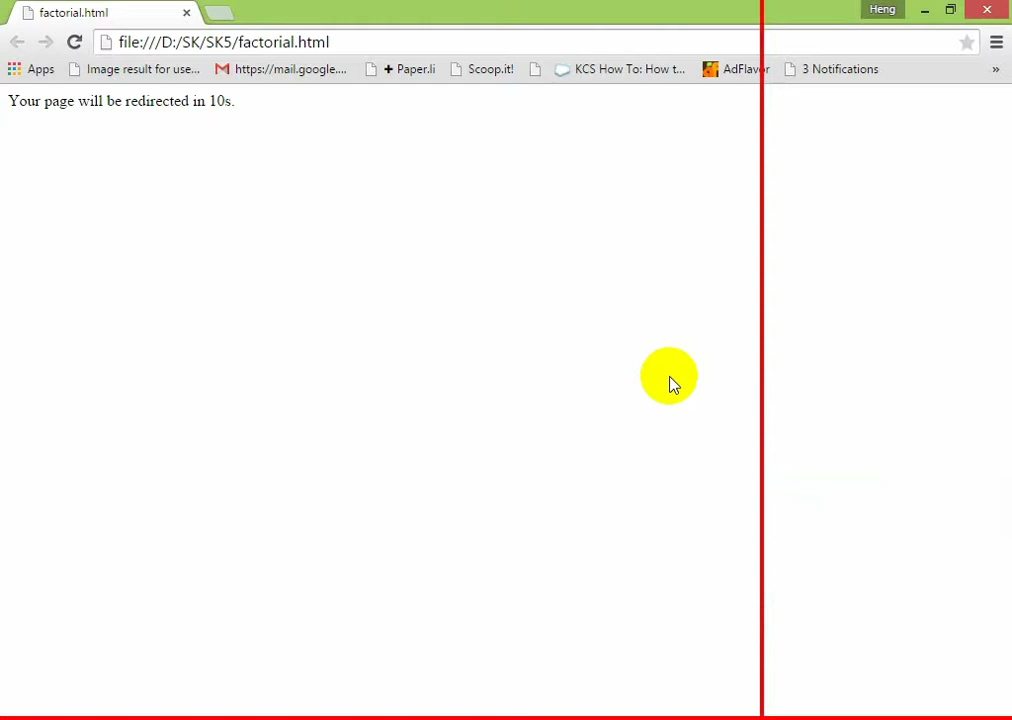 factorial.html
Heng
file:///D:/SK/SK5/factorial.html
Apps Image result for use... https://mail.google.... + Paper.li Scoop.it! KCS How To: How t... AdFlavor 3 Notifications »
Your page will be redirected in 10s.